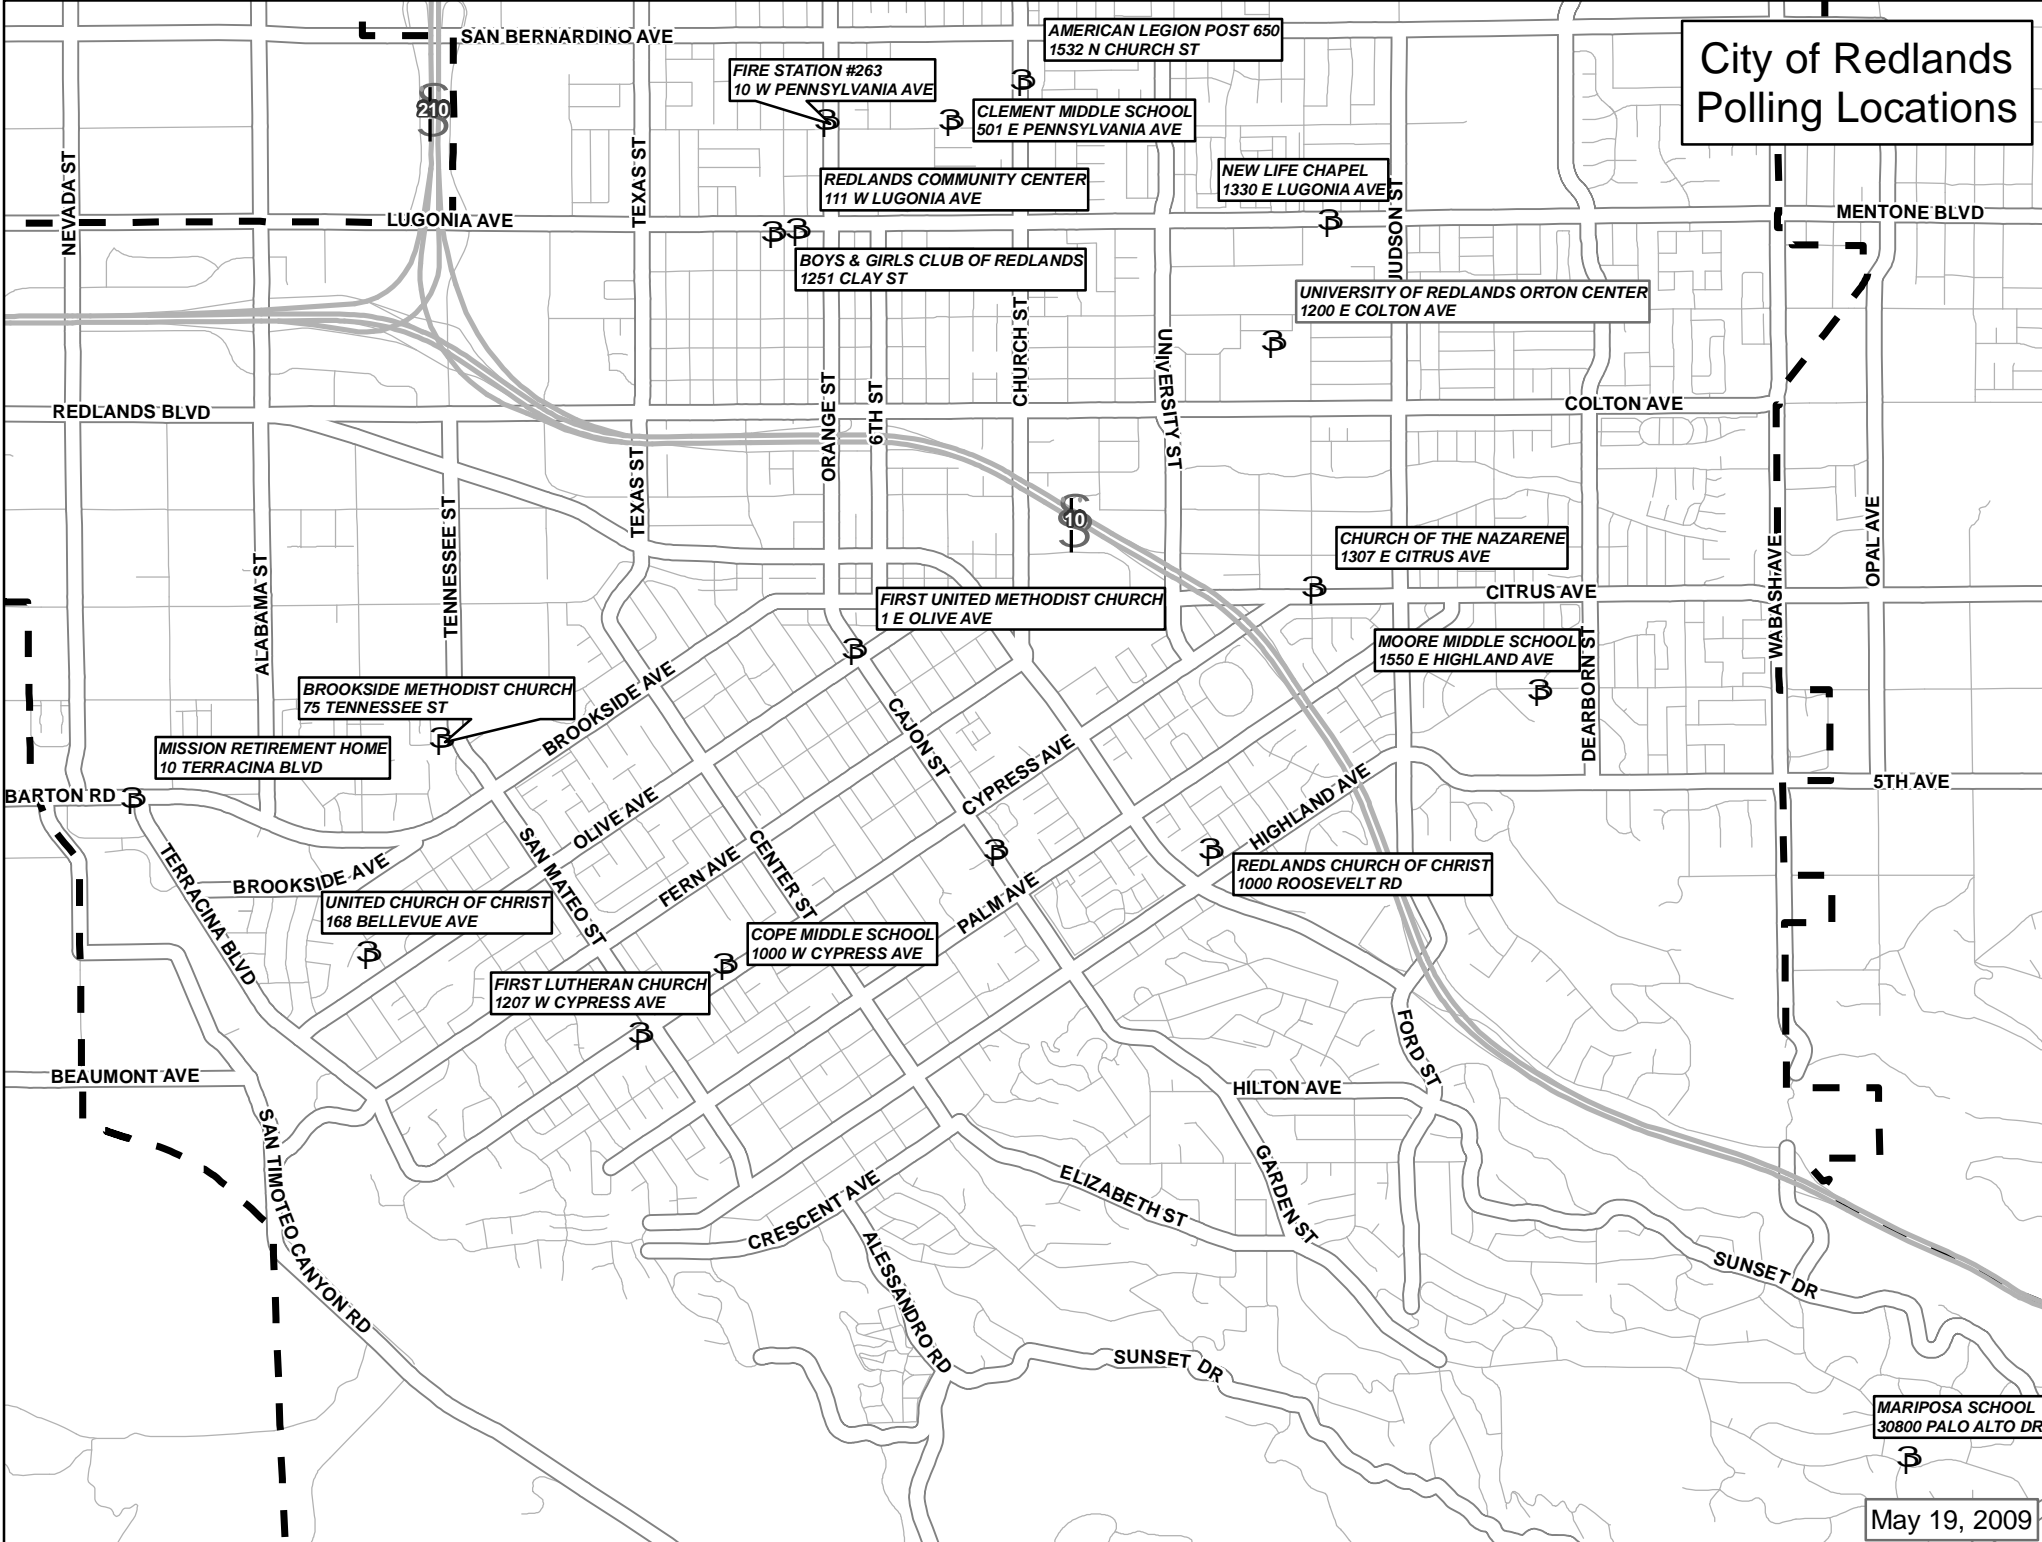 City of Redlands
Polling Locations
SAN BERNARDINO AVE
AMERICAN LEGION POST 650
1532 N CHURCH ST
FIRE STATION #263
10 W PENNSYLVANIA AVE
210
CLEMENT MIDDLE SCHOOL
501 E PENNSYLVANIA AVE
NEVADA ST
TEXAS ST
REDLANDS COMMUNITY CENTER
111 W LUGONIA AVE
NEW LIFE CHAPEL
1330 E LUGONIA AVE
JUDSON ST
LUGONIA AVE
MENTONE BLVD
BOYS & GIRLS CLUB OF REDLANDS
1251 CLAY ST
UNIVERSITY OF REDLANDS ORTON CENTER
1200 E COLTON AVE
CHURCH ST
UNIVERSITY ST
ORANGE ST
6TH ST
REDLANDS BLVD
COLTON AVE
TEXAS ST
TENNESSEE ST
ALABAMA ST
10
CHURCH OF THE NAZARENE
1307 E CITRUS AVE
WABASH AVE
OPAL AVE
CITRUS AVE
FIRST UNITED METHODIST CHURCH
1 E OLIVE AVE
MOORE MIDDLE SCHOOL
1550 E HIGHLAND AVE
DEARBORN ST
BROOKSIDE METHODIST CHURCH
75 TENNESSEE ST
BROOKSIDE AVE
CAJON ST
MISSION RETIREMENT HOME
10 TERRACINA BLVD
CYPRESS AVE
BARTON RD
5TH AVE
OLIVE AVE
HIGHLAND AVE
TERRACINA BLVD
SAN MATEO ST
CENTER ST
FERN AVE
PALM AVE
BROOKSIDE AVE
REDLANDS CHURCH OF CHRIST
1000 ROOSEVELT RD
UNITED CHURCH OF CHRIST
168 BELLEVUE AVE
COPE MIDDLE SCHOOL
1000 W CYPRESS AVE
FIRST LUTHERAN CHURCH
1207 W CYPRESS AVE
FORD ST
BEAUMONT AVE
HILTON AVE
SAN TIMOTEO CANYON RD
GARDEN ST
ELIZABETH ST
CRESCENT AVE
ALESSANDRO RD
SUNSET DR
SUNSET DR
MARIPOSA SCHOOL
30800 PALO ALTO DR
May 19, 2009